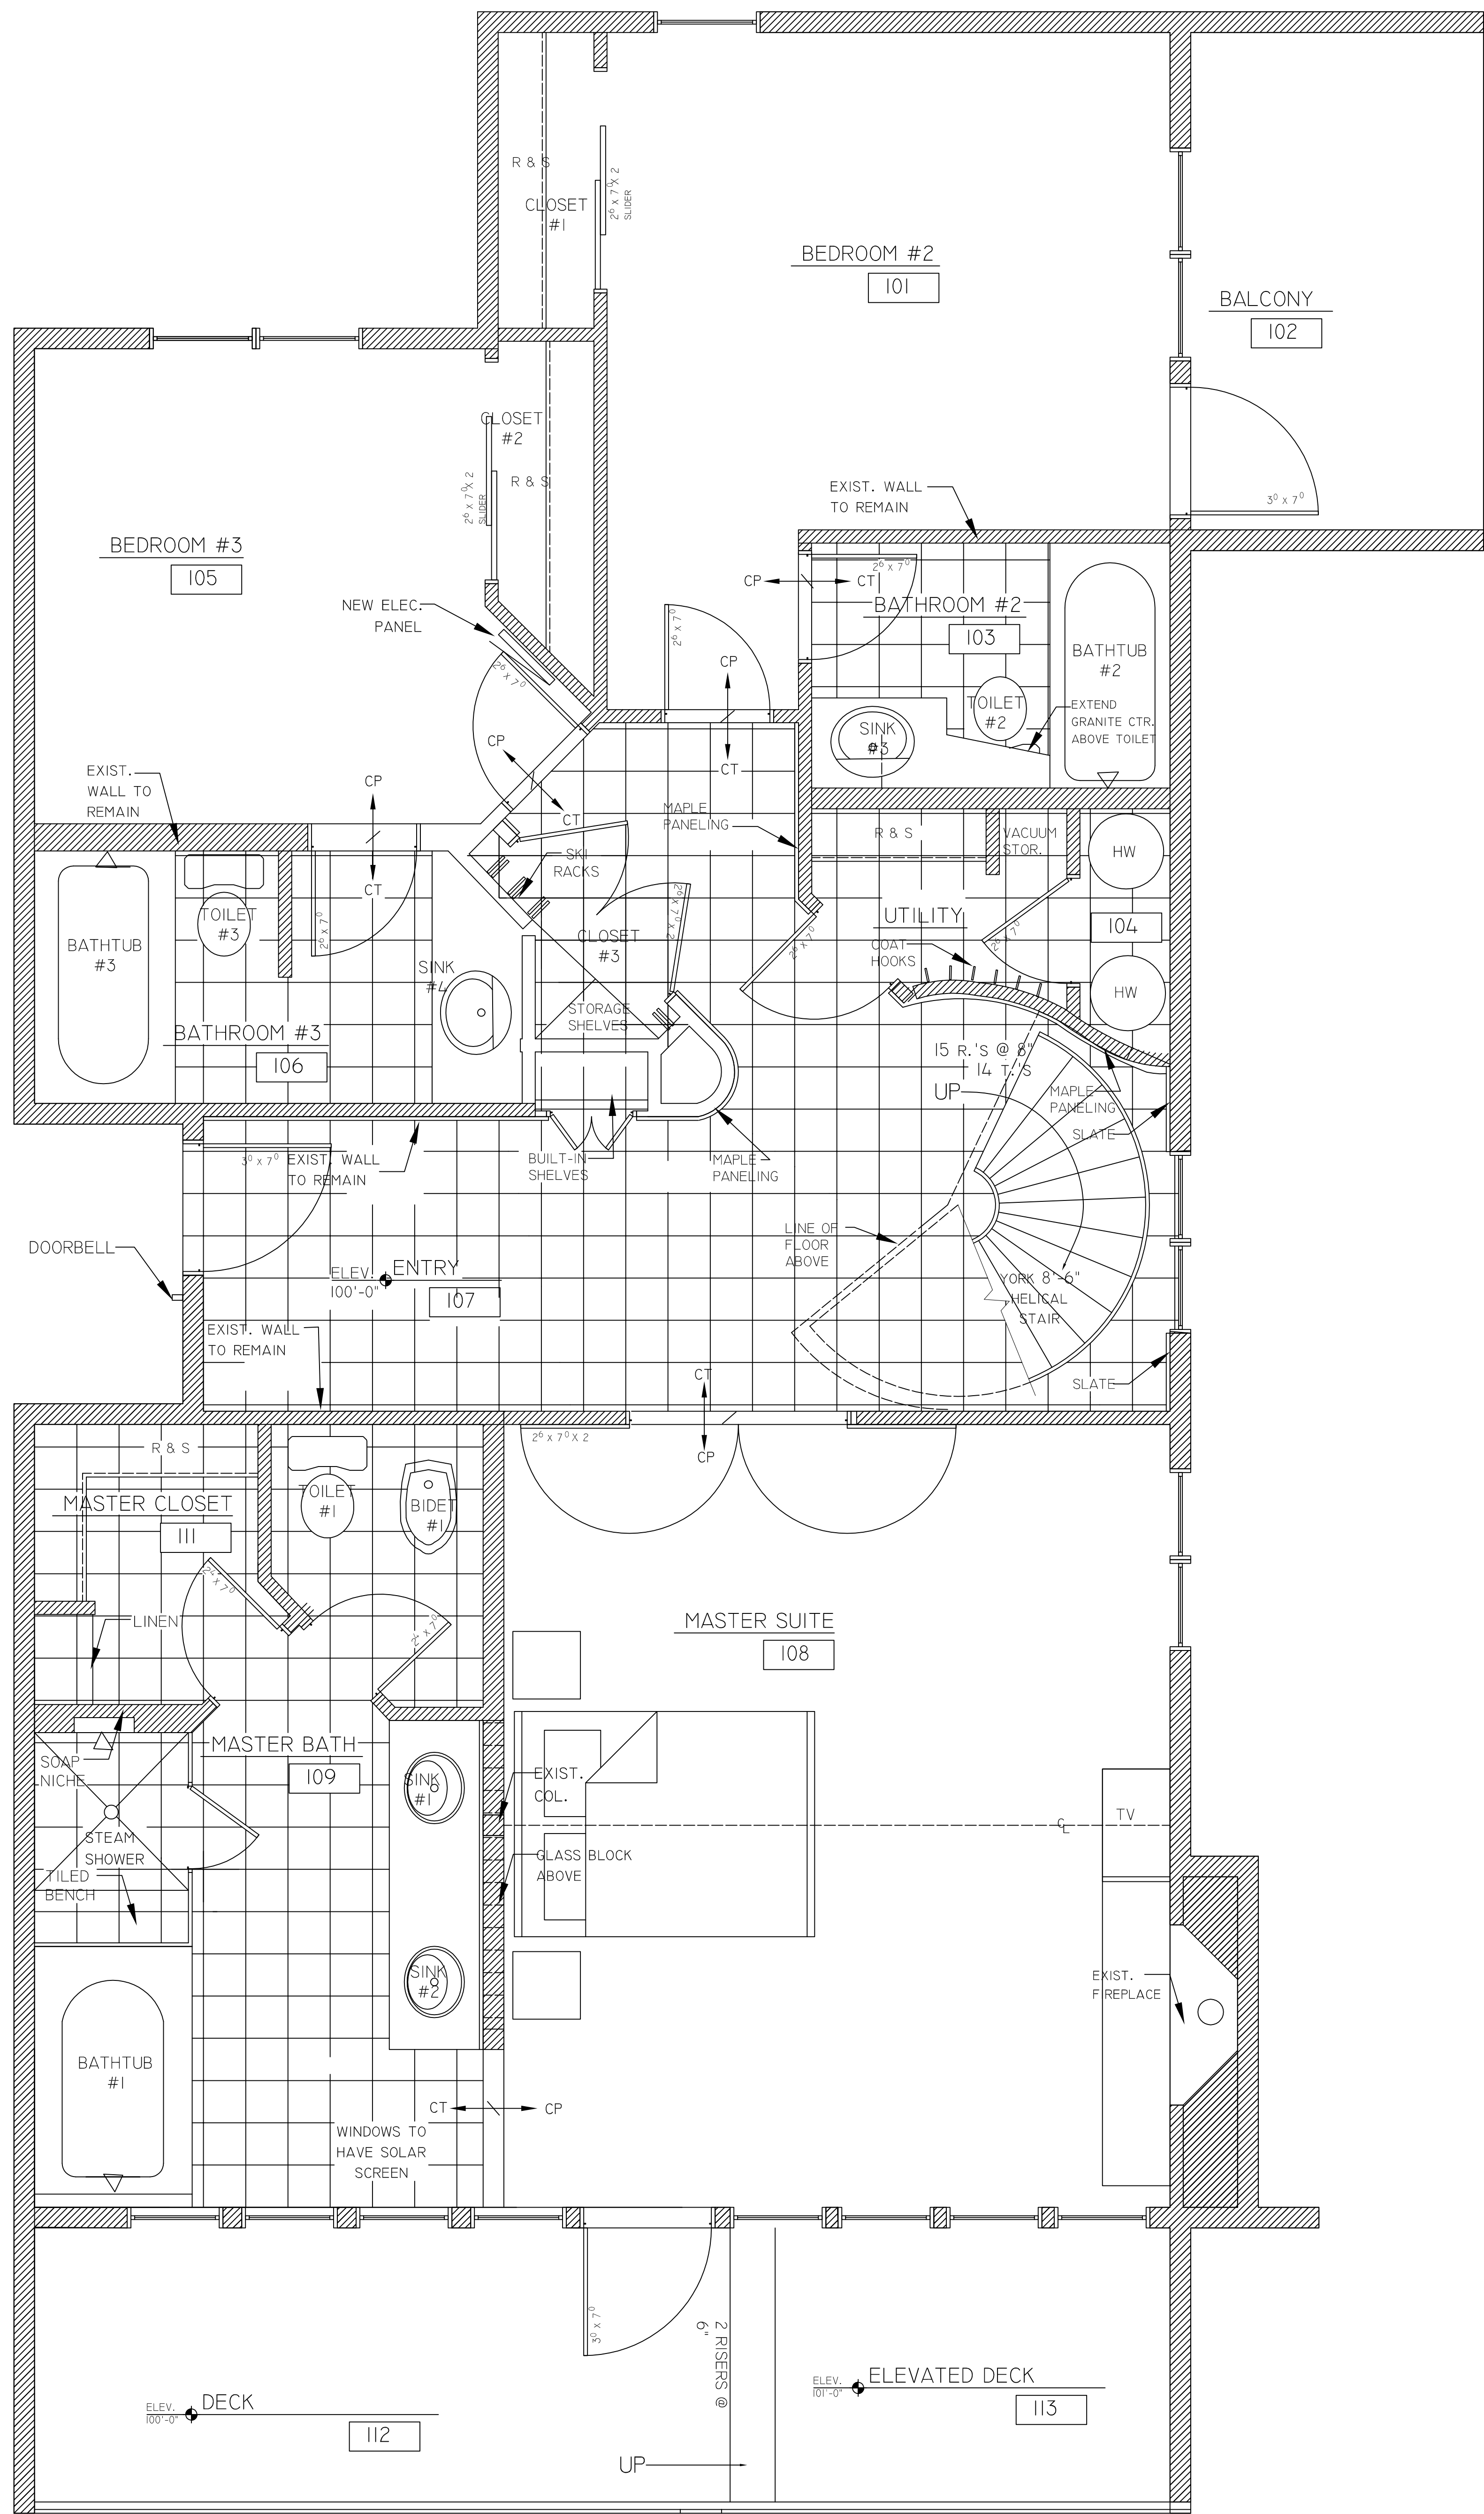 R & S
CLOSET
#1
2⁶ X 7⁰ X 2
SLIDER
BEDROOM #2
101
BALCONY
102
3⁰ X 7⁰
CLOSET
#2
R & S
2⁶ X 7⁰ X 2
SLIDER
EXIST. WALL
TO REMAIN
BEDROOM #3
105
NEW ELEC.
PANEL
2⁶ X 7⁰
2⁶ X 7⁰
CP
CT
2⁶ X 7⁰
BATHROOM #2
103
BATHTUB
#2
TOILET
#2
SINK
#3
EXTEND
GRANITE CTR.
ABOVE TOILET
CP
CT
CP
CT
EXIST.
WALL TO
REMAIN
CP
CT
MAPLE
PANELING
R & S
VACUUM
STOR.
HW
SKI
RACKS
2⁶ X 7⁰ X 2
2⁶ X 7⁰
UTILITY
104
2⁶ X 7⁰
COAT
HOOKS
HW
BATHTUB
#3
TOILET
#3
2⁶ X 7⁰
SINK
#4
CLOSET
#3
STORAGE
SHELVES
BATHROOM #3
106
15 R.'S @ 8"
14 T.'S
UP
MAPLE
PANELING
SLATE
3⁰ X 7⁰
EXIST. WALL
TO REMAIN
BUILT-IN
SHELVES
MAPLE
PANELING
DOORBELL
LINE OF
FLOOR
ABOVE
ELEV.
100'-0"
ENTRY
107
YORK 8'-6"
HELICAL
STAIR
EXIST. WALL
TO REMAIN
SLATE
CT
CP
2⁶ X 7⁰ X 2
R & S
MASTER CLOSET
111
TOILET
#1
BIDET
#1
2⁴ X 7⁰
2⁴ X 7⁰
LINEN
MASTER SUITE
108
MASTER BATH
109
SOAP
NICHE
SINK
#1
EXIST.
COL.
CL
TV
STEAM
SHOWER
TILED
BENCH
GLASS BLOCK
ABOVE
SINK
#2
EXIST.
FIREPLACE
BATHTUB
#1
CT
CP
WINDOWS TO
HAVE SOLAR
SCREEN
3⁰ X 7⁰
2 RISERS @
6"
ELEV.
100'-0"
DECK
112
ELEV.
101'-0"
ELEVATED DECK
113
UP